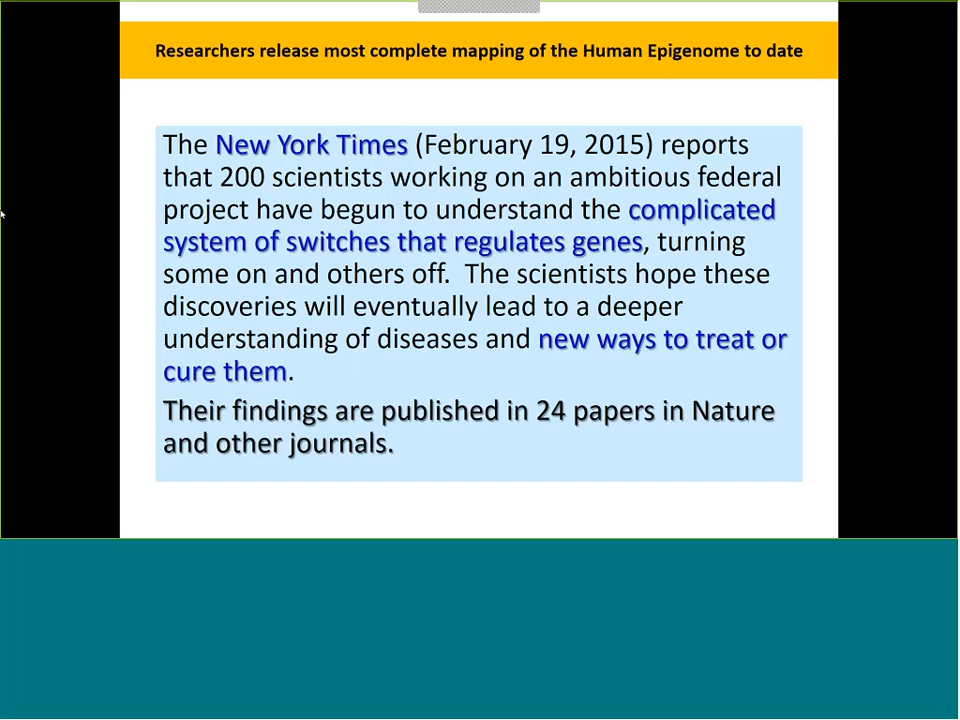 Researchers release most complete mapping of the Human Epigenome to date
The New York Times (February 19, 2015) reports
that 200 scientists working on an ambitious federal
project have begun to understand the complicated
system of switches that regulates genes, turning
some on and others off.  The scientists hope these
discoveries will eventually lead to a deeper
understanding of diseases and new ways to treat or
cure them.
Their findings are published in 24 papers in Nature
and other journals.